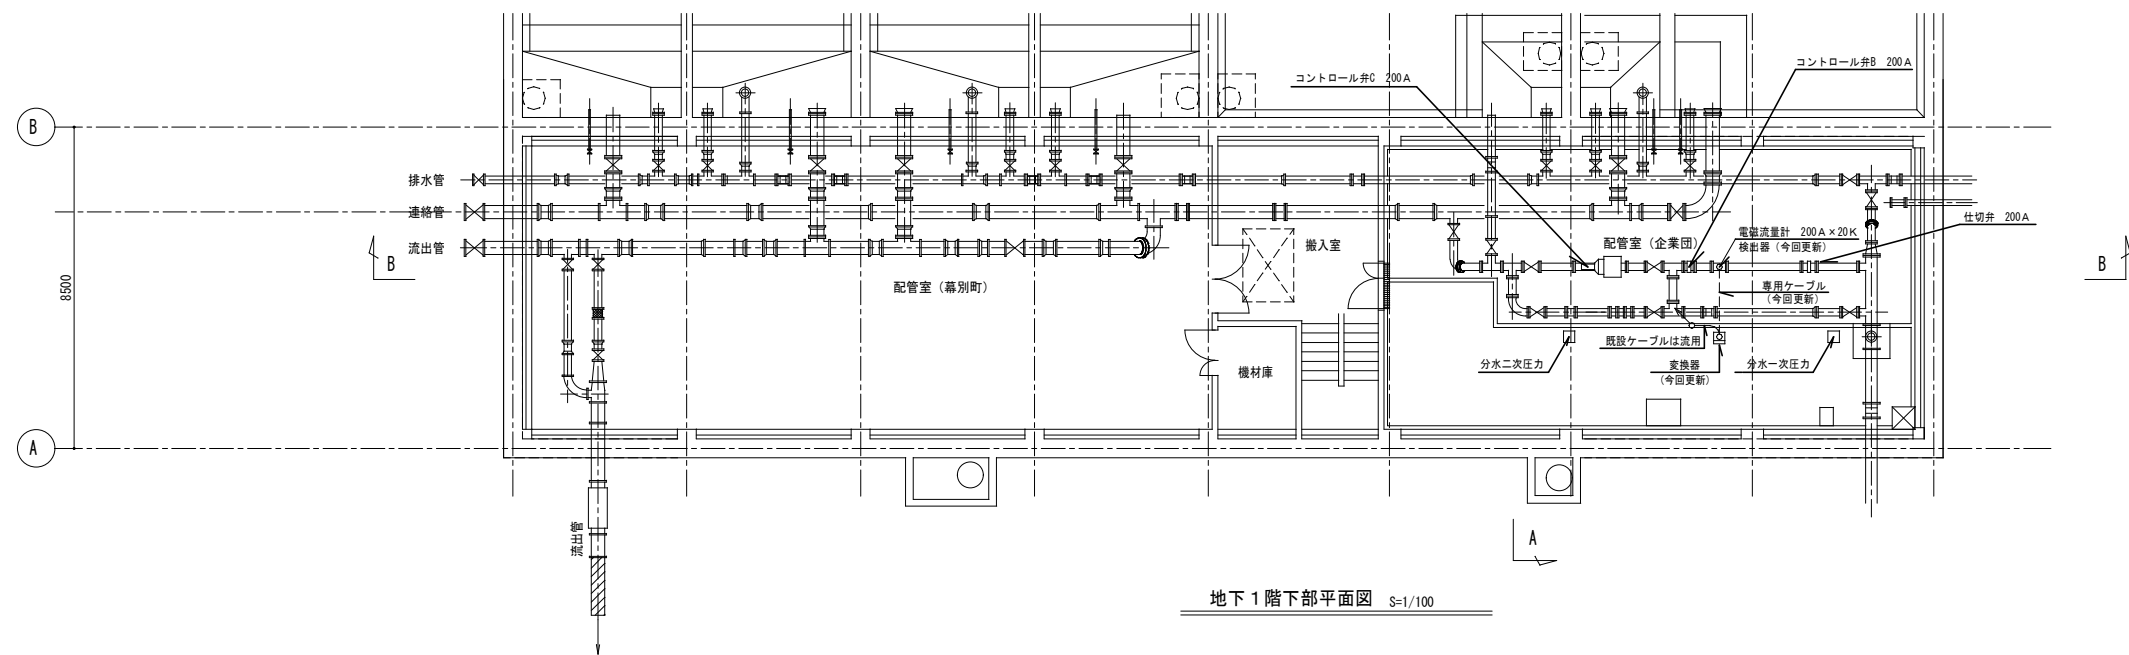 コントロール弁C 200A
コントロール弁B 200A
B
排水管
連絡管
仕切弁 200A
流出管
B
搬入室
配管室(企業団)
電磁流量計 200A×20K
検出器(今回更新)
B
8500
配管室(幕別町)
専用ケーブル
(今回更新)
既設ケーブルは流用
分水二次圧力
機材庫
変換器
(今回更新)
分水一次圧力
A
流出管
A
地下1階下部平面図 S=1/100